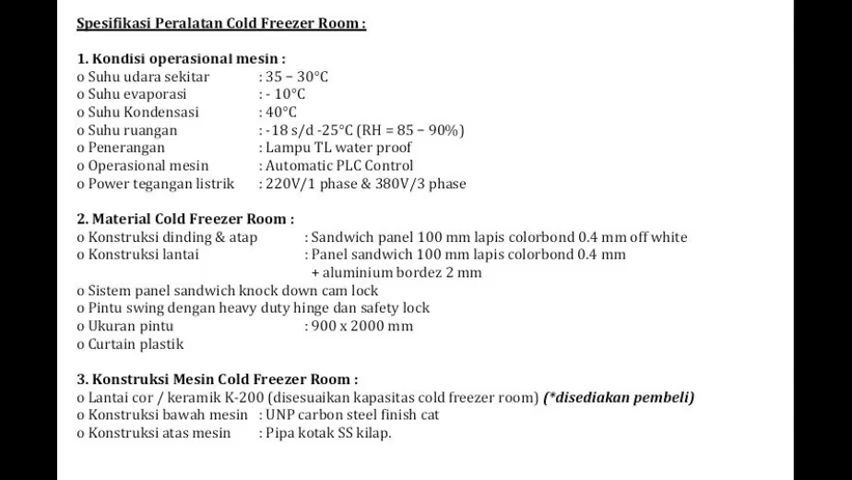 Spesifikasi Peralatan Cold Freezer Room :
1. Kondisi operasional mesin :
o Suhu udara sekitar : 35 – 30°C
o Suhu evaporasi : - 10°C
o Suhu Kondensasi : 40°C
o Suhu ruangan : -18 s/d -25°C (RH = 85 – 90%)
o Penerangan : Lampu TL water proof
o Operasional mesin : Automatic PLC Control
o Power tegangan listrik : 220V/1 phase & 380V/3 phase
2. Material Cold Freezer Room :
o Konstruksi dinding & atap : Sandwich panel 100 mm lapis colorbond 0.4 mm off white
o Konstruksi lantai : Panel sandwich 100 mm lapis colorbond 0.4 mm
+ aluminium bordez 2 mm
o Sistem panel sandwich knock down cam lock
o Pintu swing dengan heavy duty hinge dan safety lock
o Ukuran pintu : 900 x 2000 mm
o Curtain plastik
3. Konstruksi Mesin Cold Freezer Room :
o Lantai cor / keramik K-200 (disesuaikan kapasitas cold freezer room) (*disediakan pembeli)
o Konstruksi bawah mesin : UNP carbon steel finish cat
o Konstruksi atas mesin : Pipa kotak SS kilap.